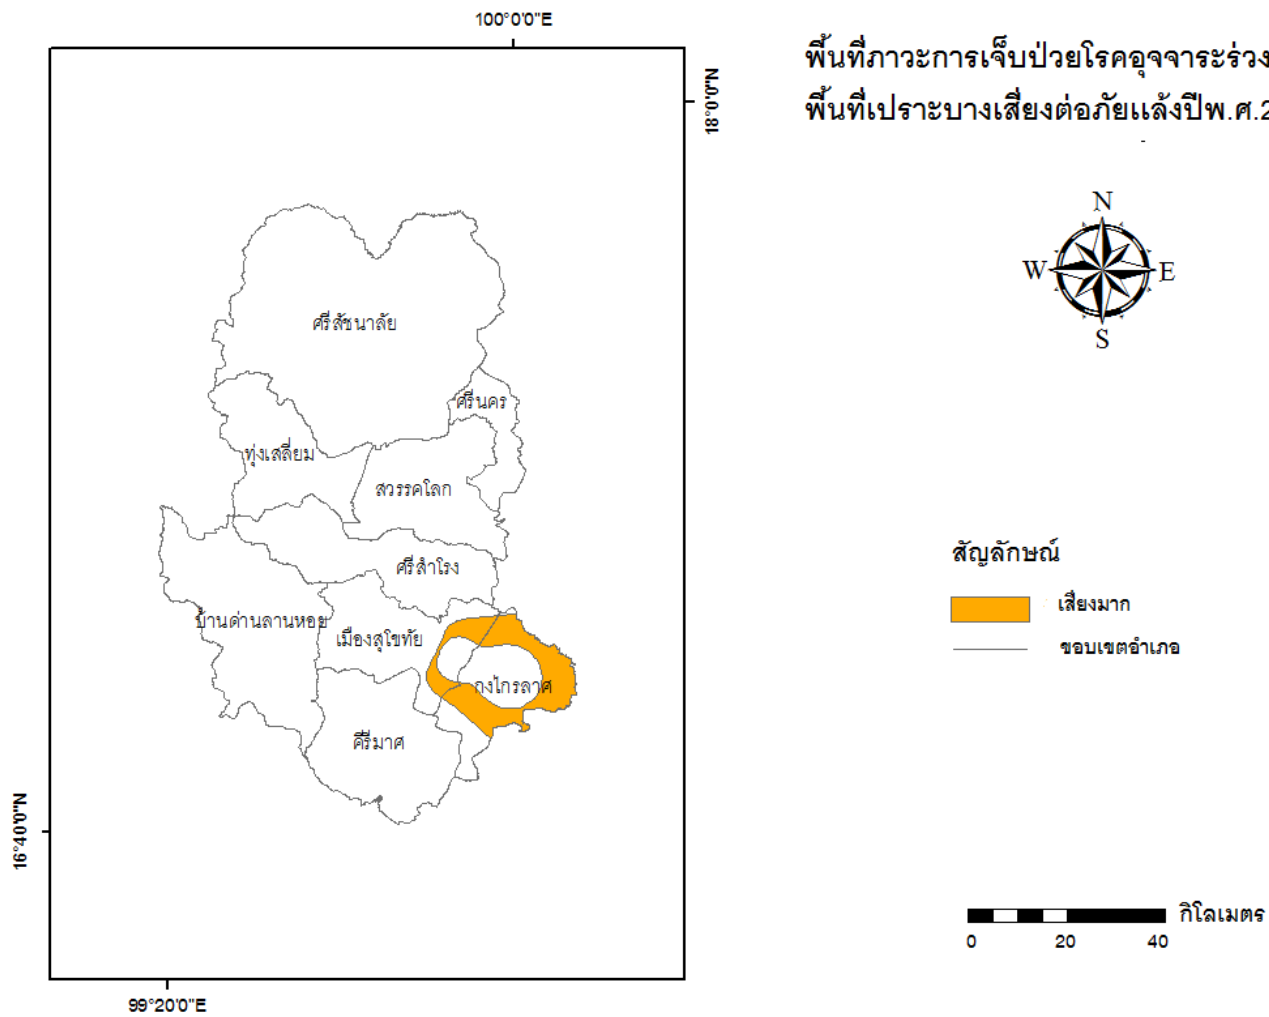 100°0'0"E
พื้นที่ภาวะการเจ็บป่วยโรคอุจจาระร่วง
พื้นที่เปราะบางเสี่ยงต่อภัยแล้งปีพ.ศ.2
18°0'0"N
N
W E
S
ศรีสัชนาลัย
ศรีนคร
ทุ่งเสลี่ยม
สวรรคโลก
ศรีสำโรง
บ้านด่านลานหอย
เมืองสุโขทัย
กงไกรลาศ
คีรีมาศ
สัญลักษณ์
เสี่ยงมาก
ขอบเขตอำเภอ
16°40'0"N
กิโลเมตร
0 20 40
99°20'0"E